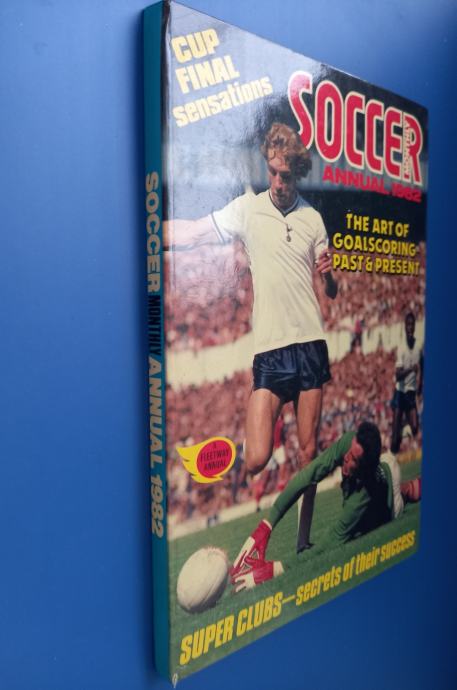 CUP
FINAL
sensations
SOCCER
MONTHLY
ANNUAL 1982
THE ART OF
GOALSCORING-
PAST & PRESENT
A
FLEETWAY
ANNUAL
SUPER CLUBS—secrets of their success
SOCCER MONTHLY ANNUAL 1982